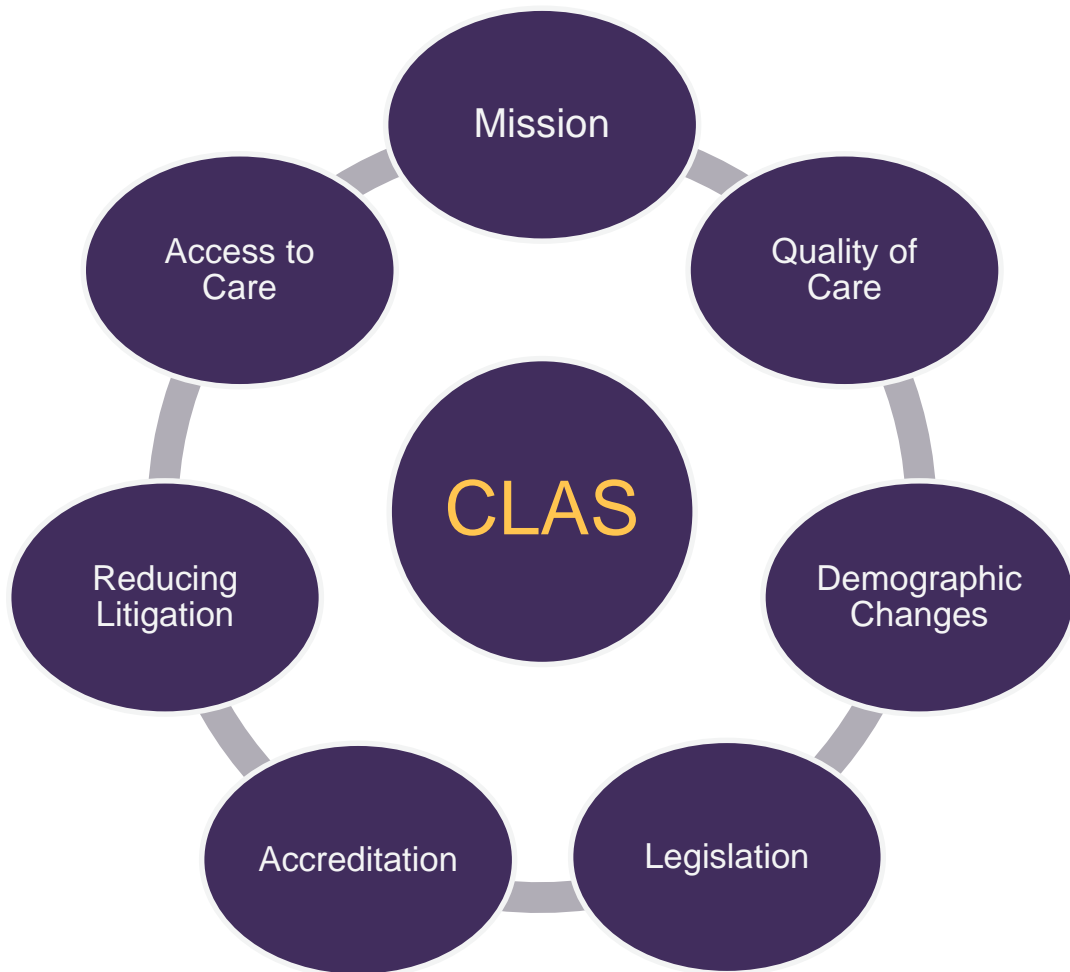 Mission
Quality of
Care
Demographic
Changes
Legislation
Accreditation
Reducing
Litigation
Access to
Care
CLAS